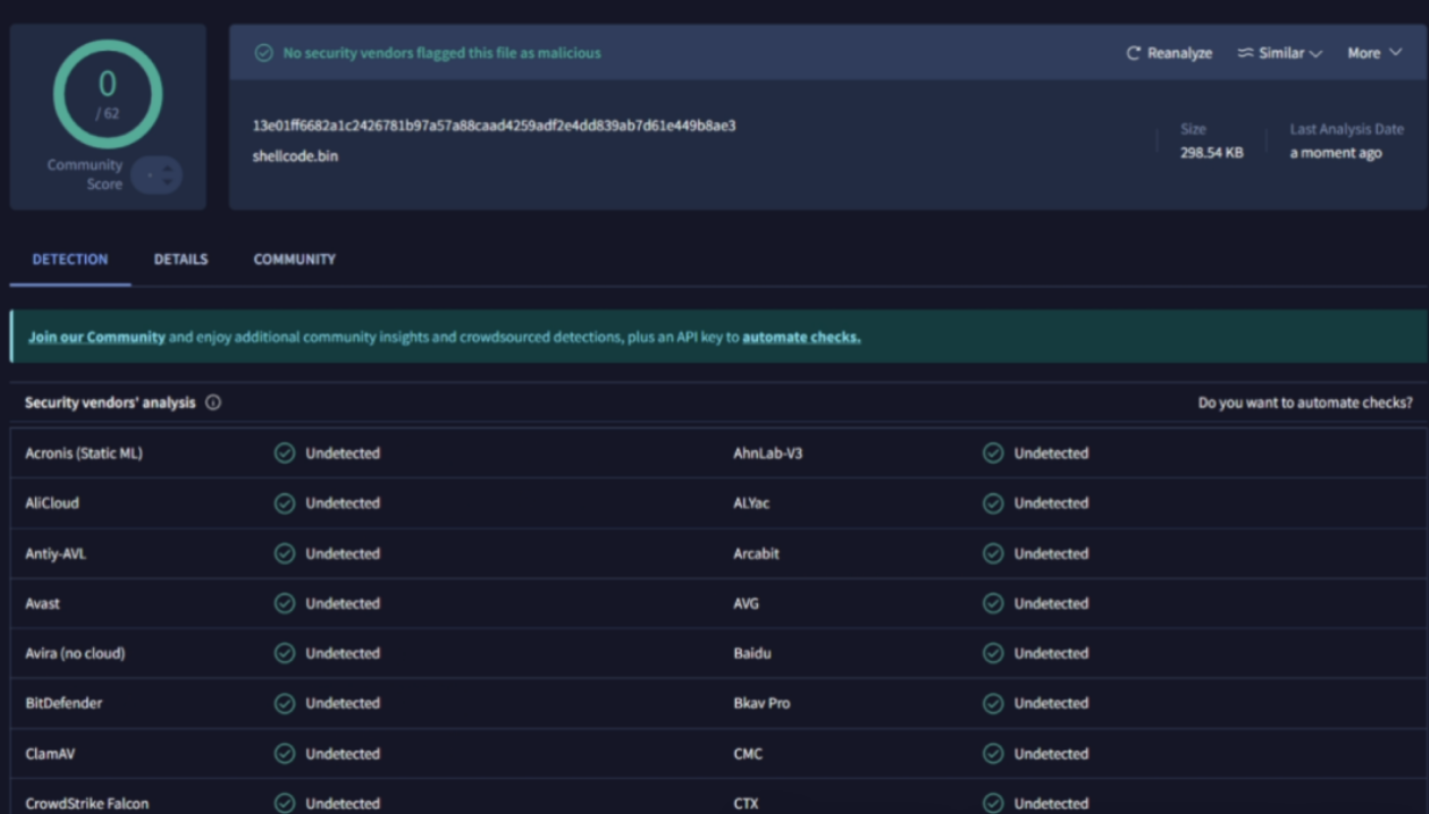 0
/ 62
Community
Score
No security vendors flagged this file as malicious
Reanalyze
Similar
More
13e01ff6682a1c2426781b97a57a88caad4259adf2e4dd839ab7d61e449b8ae3
shellcode.bin
Size
298.54 KB
Last Analysis Date
a moment ago
DETECTION
DETAILS
COMMUNITY
Join our Community and enjoy additional community insights and crowdsourced detections, plus an API key to automate checks.
Security vendors' analysis
Do you want to automate checks?
Acronis (Static ML) Undetected AhnLab-V3 Undetected
AliCloud Undetected ALYac Undetected
Antiy-AVL Undetected Arcabit Undetected
Avast Undetected AVG Undetected
Avira (no cloud) Undetected Baidu Undetected
BitDefender Undetected Bkav Pro Undetected
ClamAV Undetected CMC Undetected
CrowdStrike Falcon Undetected CTX Undetected